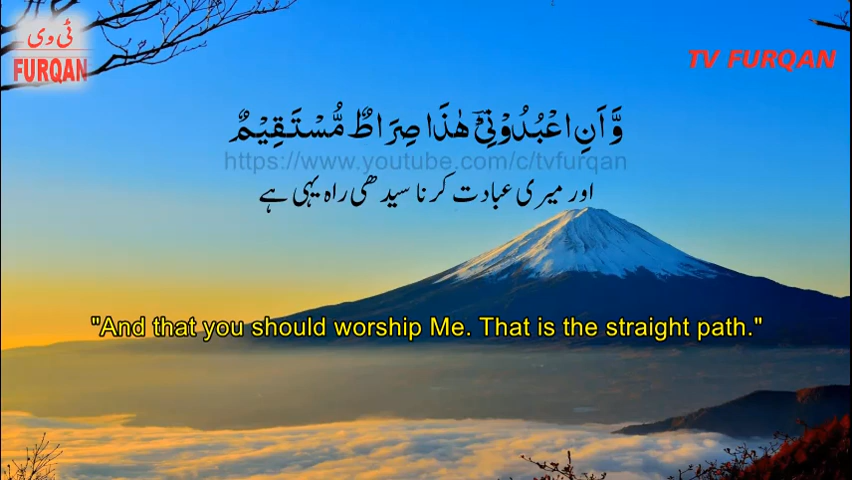 ٹی وی
FURQAN
TV FURQAN
وَّ اَنِ اعْبُدُوْنِیْ ؔ هٰذَا صِرَاطٌ مُّسْتَقِیْمٌ
https://www.youtube.com/c/tvfurqan
اور میری عبادت کرنا سیدھی راہ یہی ہے
"And that you should worship Me. That is the straight path."